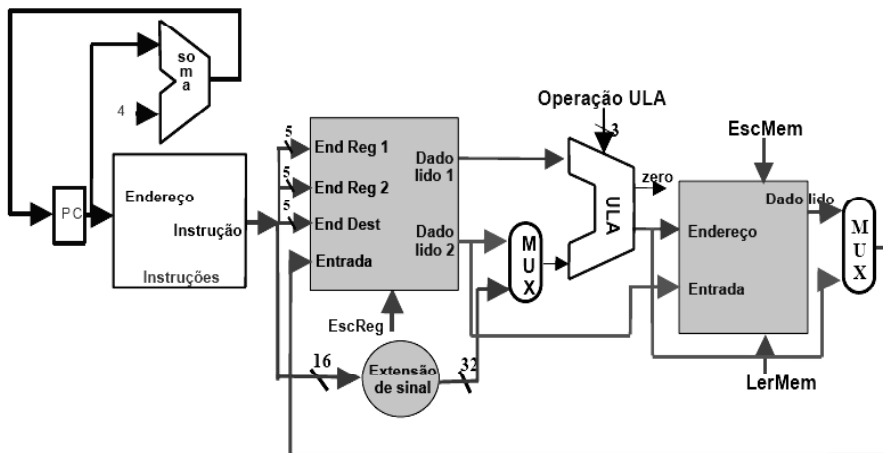 so
m
a
4
PC
Endereço
Instrução
Instruções
5
5
5
End Reg 1
End Reg 2
End Dest
Entrada
Dado
lido 1
Dado
lido 2
EscReg
16
Extensão
de sinal
32
M
U
X
Operação ULA
3
ULA
zero
EscMem
Dado lido
Endereço
Entrada
LerMem
M
U
X